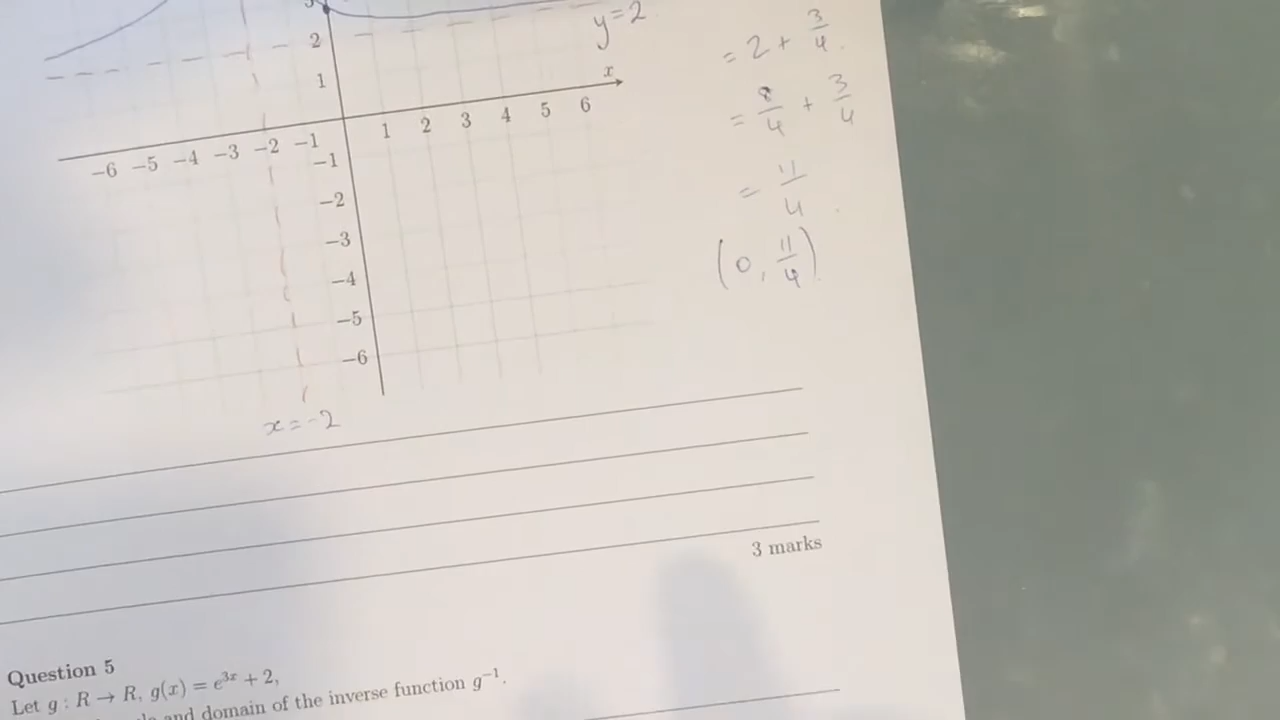 3
2
1
y=2
x
-6 -5 -4 -3 -2 -1 1 2 3 4 5 6
-1
-2
-3
-4
-5
-6
x=-2
= 2 + 3/4.
= 8/4 + 3/4
= 11/4
(0, 11/4)
3 marks
Question 5
Let g : R → R, g(x) = e^{3x} + 2,
and domain of the inverse function g^{-1}.